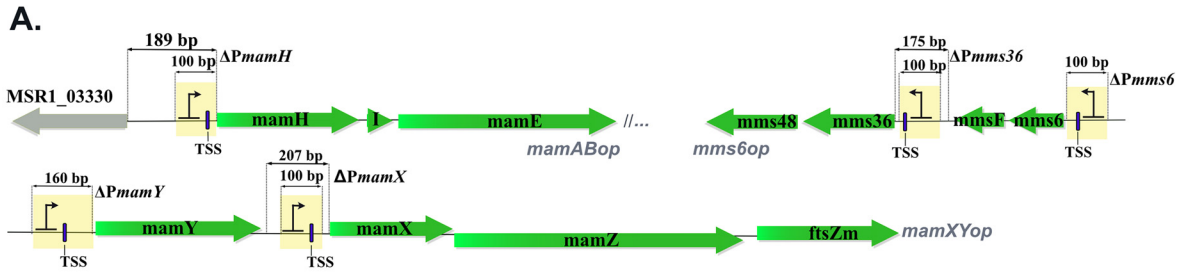 A.
189 bp
100 bp
ΔPmamH
175 bp
100 bp
ΔPmms36
100 bp
ΔPmms6
MSR1_03330
mamH
I
mamE
//...
mms48
mms36
mmsF
mms6
TSS
TSS
TSS
mamABop
mms6op
160 bp
ΔPmamY
207 bp
100 bp
ΔPmamX
mamY
mamX
mamZ
ftsZm
mamXYop
TSS
TSS